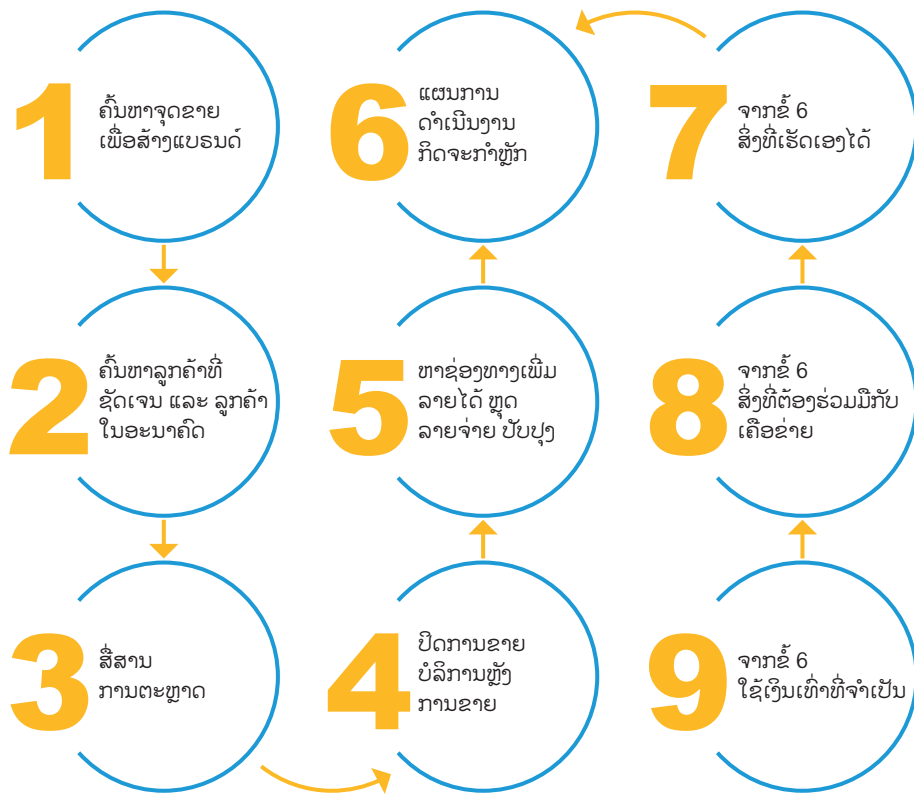 1
ຄົ້ນຫາຈຸດຂາຍ
ເພື່ອສ້າງແບຣນດ໌
2
ຄົ້ນຫາລູກຄ້າທີ່
ຊັດເຈນ ແລະ ລູກຄ້າ
ໃນອະນາຄົດ
3
ສື່ສານ
ການຕະຫຼາດ
4
ປິດການຂາຍ
ບໍລິການຫຼັງ
ການຂາຍ
5
ຫາຊ່ອງທາງເພີ່ມ
ລາຍໄດ້ ຫຼຸດ
ລາຍຈ່າຍ ປັບປຸງ
6
ແຜນການ
ດຳເນີນງານ
ກິດຈະກຳຫຼັກ
7
ຈາກຂໍ້ 6
ສິ່ງທີ່ເຮັດເອງໄດ້
8
ຈາກຂໍ້ 6
ສິ່ງທີ່ຕ້ອງຮ່ວມມືກັບ
ເຄືອຂ່າຍ
9
ຈາກຂໍ້ 6
ໃຊ້ເງິນເທົ່າທີ່ຈຳເປັນ